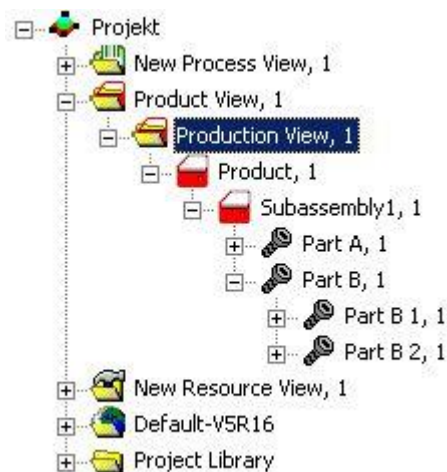 Projekt
New Process View, 1
Product View, 1
Production View, 1
Product, 1
Subassembly1, 1
Part A, 1
Part B, 1
Part B 1, 1
Part B 2, 1
New Resource View, 1
Default-V5R16
Project Library